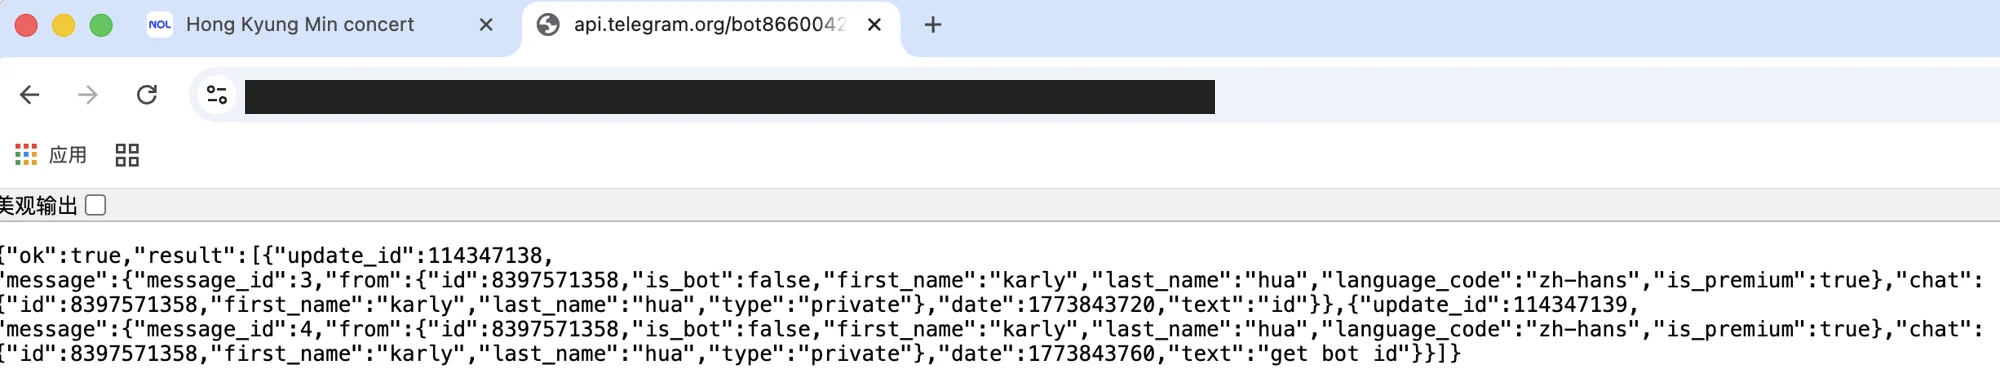 NOL Hong Kyung Min concert
api.telegram.org/bot8660042
应用
美观输出
{"ok":true,"result":[{"update_id":114347138,
"message":{"message_id":3,"from":{"id":8397571358,"is_bot":false,"first_name":"karly","last_name":"hua","language_code":"zh-hans","is_premium":true},"chat":
{"id":8397571358,"first_name":"karly","last_name":"hua","type":"private"},"date":1773843720,"text":"id"}},{"update_id":114347139,
"message":{"message_id":4,"from":{"id":8397571358,"is_bot":false,"first_name":"karly","last_name":"hua","language_code":"zh-hans","is_premium":true},"chat":
{"id":8397571358,"first_name":"karly","last_name":"hua","type":"private"},"date":1773843760,"text":"get bot id"}}]}